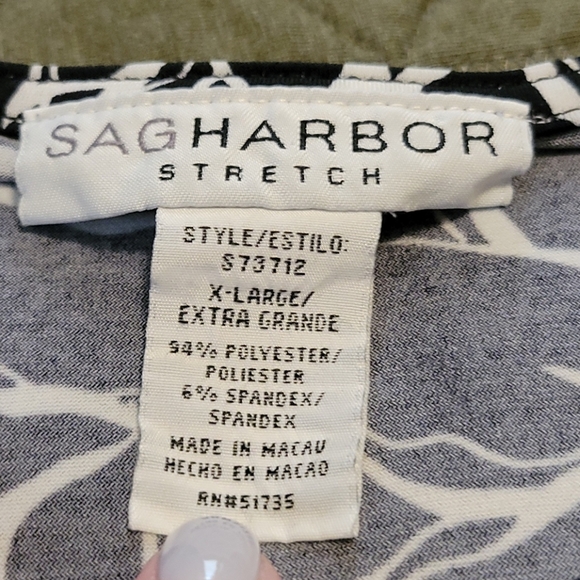 SAGHARBOR
STRETCH
STYLE/ESTILO:
S73712
X-LARGE/
EXTRA GRANDE
94% POLYESTER/
POLIESTER
6% SPANDEX/
SPANDEX
MADE IN MACAU
HECHO EN MACAO
RN#51735